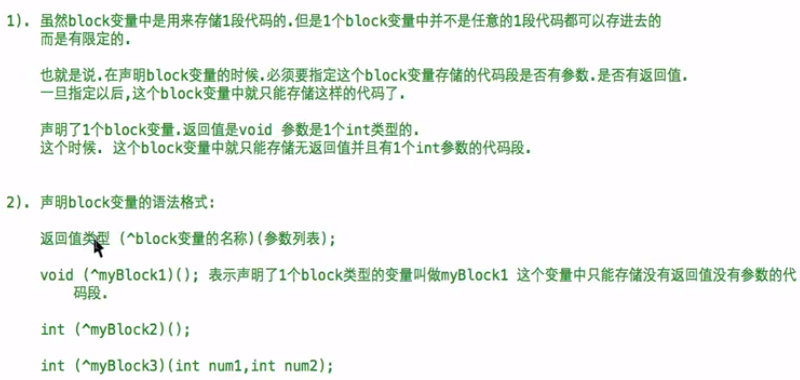 1). 虽然block变量中是用来存储1段代码的.但是1个block变量中并不是任意的1段代码都可以存进去的
而是有限定的.
也就是说.在声明block变量的时候.必须要指定这个block变量存储的代码段是否有参数.是否有返回值.
一旦指定以后,这个block变量中就只能存储这样的代码了.
声明了1个block变量.返回值是void 参数是1个int类型的.
这个时候. 这个block变量中就只能存储无返回值并且有1个int参数的代码段.
2). 声明block变量的语法格式:
返回值类型 (^block变量的名称)(参数列表);
void (^myBlock1)(); 表示声明了1个block类型的变量叫做myBlock1 这个变量中只能存储没有返回值没有参数的代
码段.
int (^myBlock2)();
int (^myBlock3)(int num1,int num2);